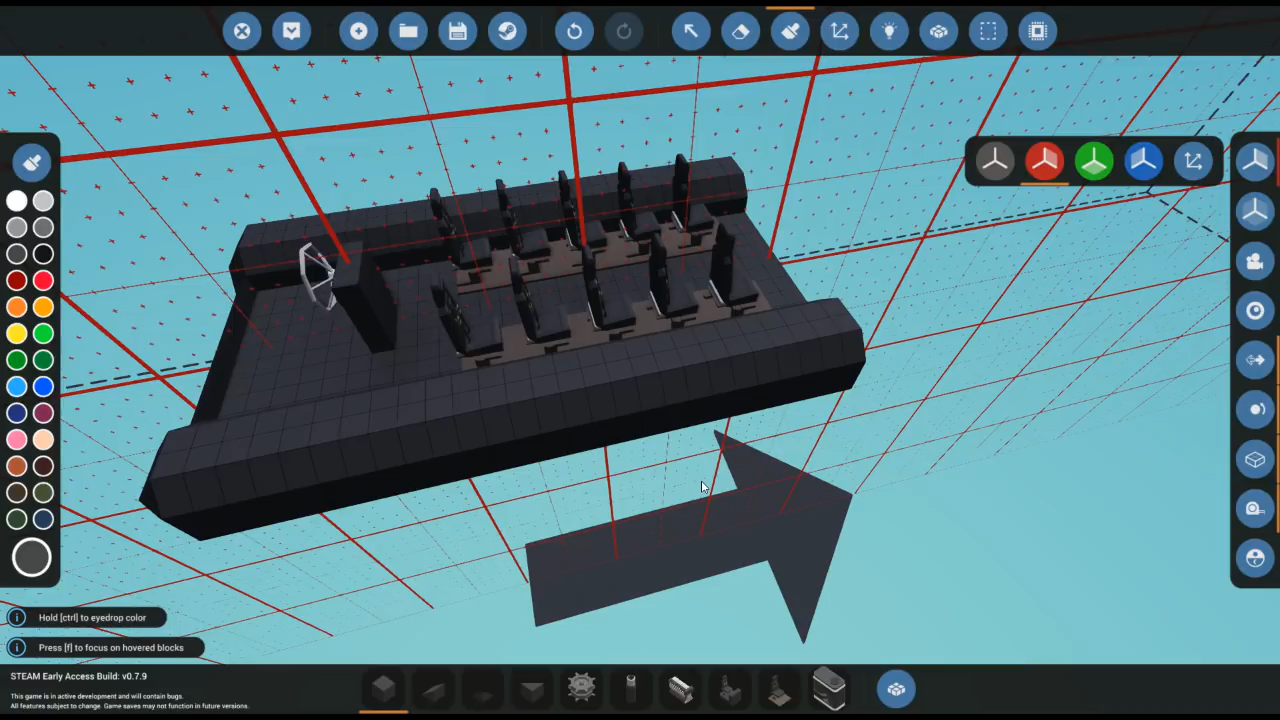 Hold [ctrl] to eyedrop color
Press [f] to focus on hovered blocks
STEAM Early Access Build: v0.7.9
This game is in active development and will contain bugs.
All features subject to change. Game saves may not function in future versions.